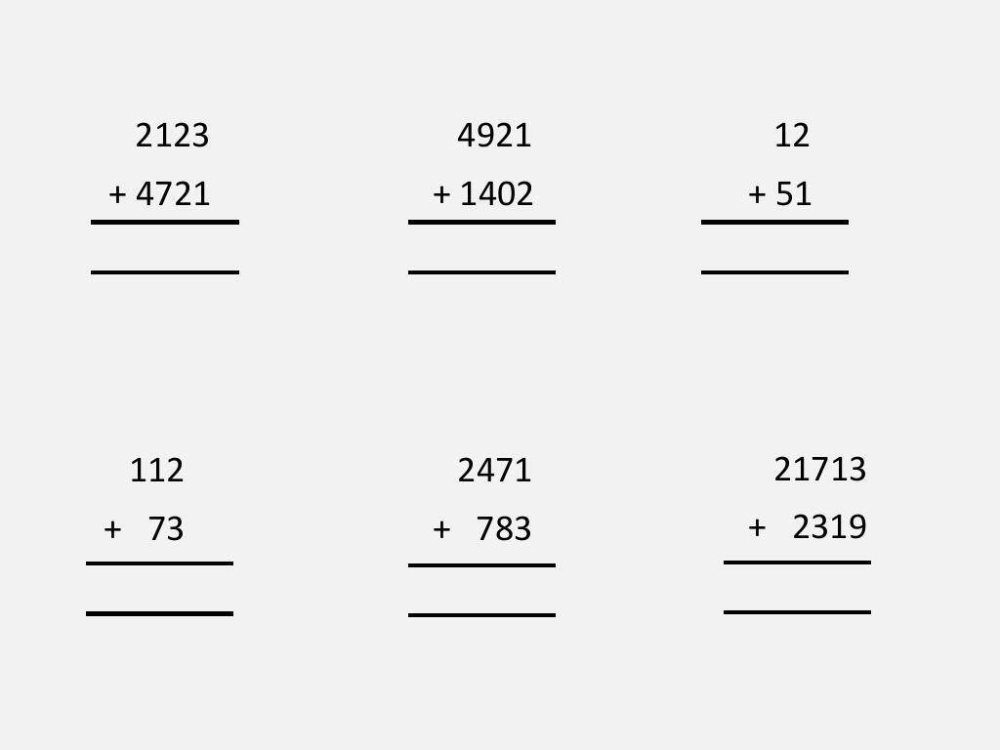 2123 4921 12
+ 4721 + 1402 + 51
112 2471 21713
+ 73 + 783 + 2319